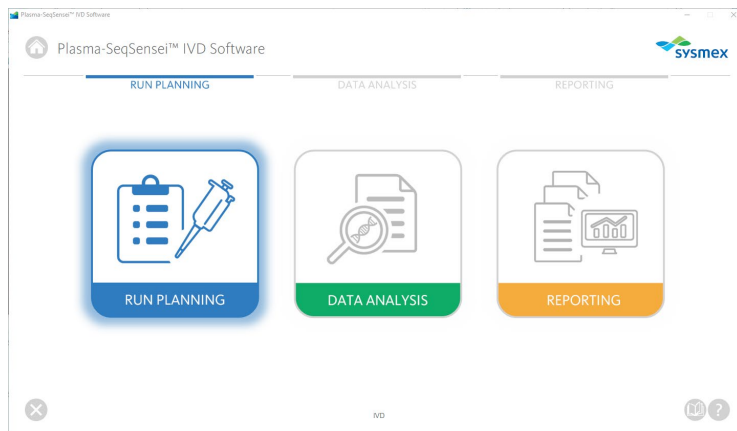 Plasma-SeqSensei™ IVD Software
Plasma-SeqSensei™ IVD Software
sysmex
RUN PLANNING DATA ANALYSIS REPORTING
RUN PLANNING DATA ANALYSIS REPORTING
IVD
?